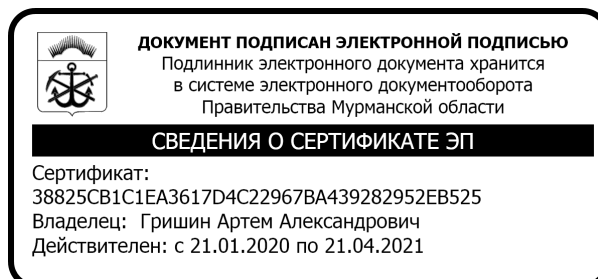 ДОКУМЕНТ ПОДПИСАН ЭЛЕКТРОННОЙ ПОДПИСЬЮ
Подлинник электронного документа хранится
в системе электронного документооборота
Правительства Мурманской области
СВЕДЕНИЯ О СЕРТИФИКАТЕ ЭП
Сертификат:
38825CB1C1EA3617D4C22967BA439282952EB525
Владелец: Гришин Артем Александрович
Действителен: с 21.01.2020 по 21.04.2021